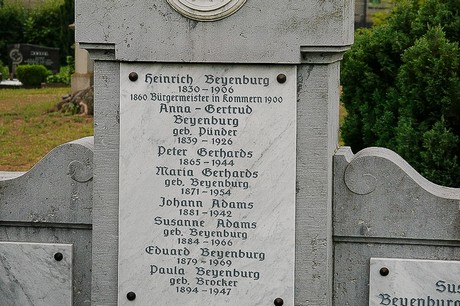 Heinrich Beyenburg
1830 - 1906
1860 Bürgermeister in Kommern 1900
Anna - Gertrud
Beyenburg
geb. Pünder
1839 - 1926
Peter Gerhards
1865 - 1944
Maria Gerhards
geb. Beyenburg
1871 - 1954
Johann Adams
1881 - 1942
Susanne Adams
geb. Beyenburg
1884 - 1966
Eduard Beyenburg
1879 - 1969
Paula Beyenburg
geb. Brocker
1894 - 1947